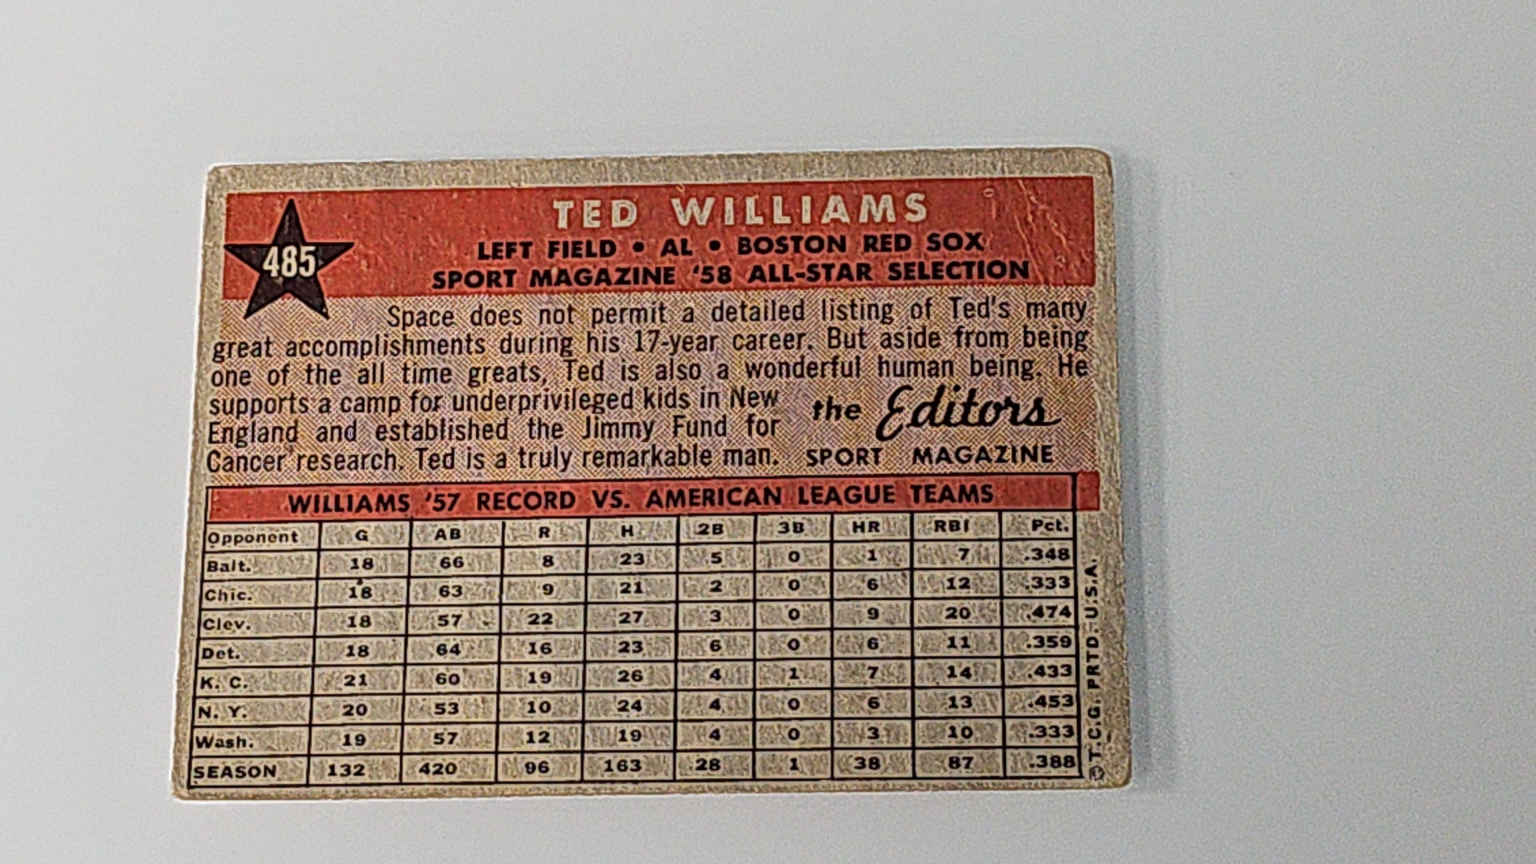 TED WILLIAMS
485
LEFT FIELD • AL • BOSTON RED SOX
SPORT MAGAZINE '58 ALL-STAR SELECTION
Space does not permit a detailed listing of Ted's many
great accomplishments during his 17-year career. But aside from being
one of the all time greats, Ted is also a wonderful human being. He
supports a camp for underprivileged kids in New
England and established the Jimmy Fund for
Cancer research. Ted is a truly remarkable man.
the Editors
SPORT MAGAZINE
WILLIAMS '57 RECORD VS. AMERICAN LEAGUE TEAMS
Opponent G AB R H 2B 3B HR RBI Pct.
Balt. 18 66 8 23 5 0 1 7 .348
Chic. 18 63 9 21 2 0 6 12 .333
Clev. 18 57 22 27 3 0 9 20 .474
Det. 18 64 16 23 6 0 6 11 .359
K. C. 21 60 19 26 4 1 7 14 .433
N. Y. 20 53 10 24 4 0 6 13 .453
Wash. 19 57 12 19 4 0 3 10 .333
SEASON 132 420 96 163 28 1 38 87 .388
© T.C.G. PRTD. U.S.A.